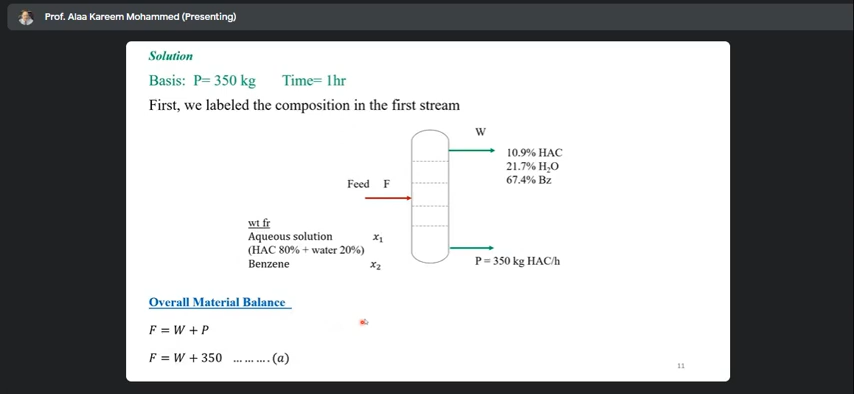 Prof. Alaa Kareem Mohammed (Presenting)
Solution
Basis: P= 350 kg Time= 1hr
First, we labeled the composition in the first stream
W
10.9% HAC
21.7% H₂O
67.4% Bz
Feed F
wt fr
Aqueous solution x₁
(HAC 80% + water 20%)
Benzene x₂
P = 350 kg HAC/h
Overall Material Balance
F = W + P
F = W + 350 ... ... ... . (a)
11